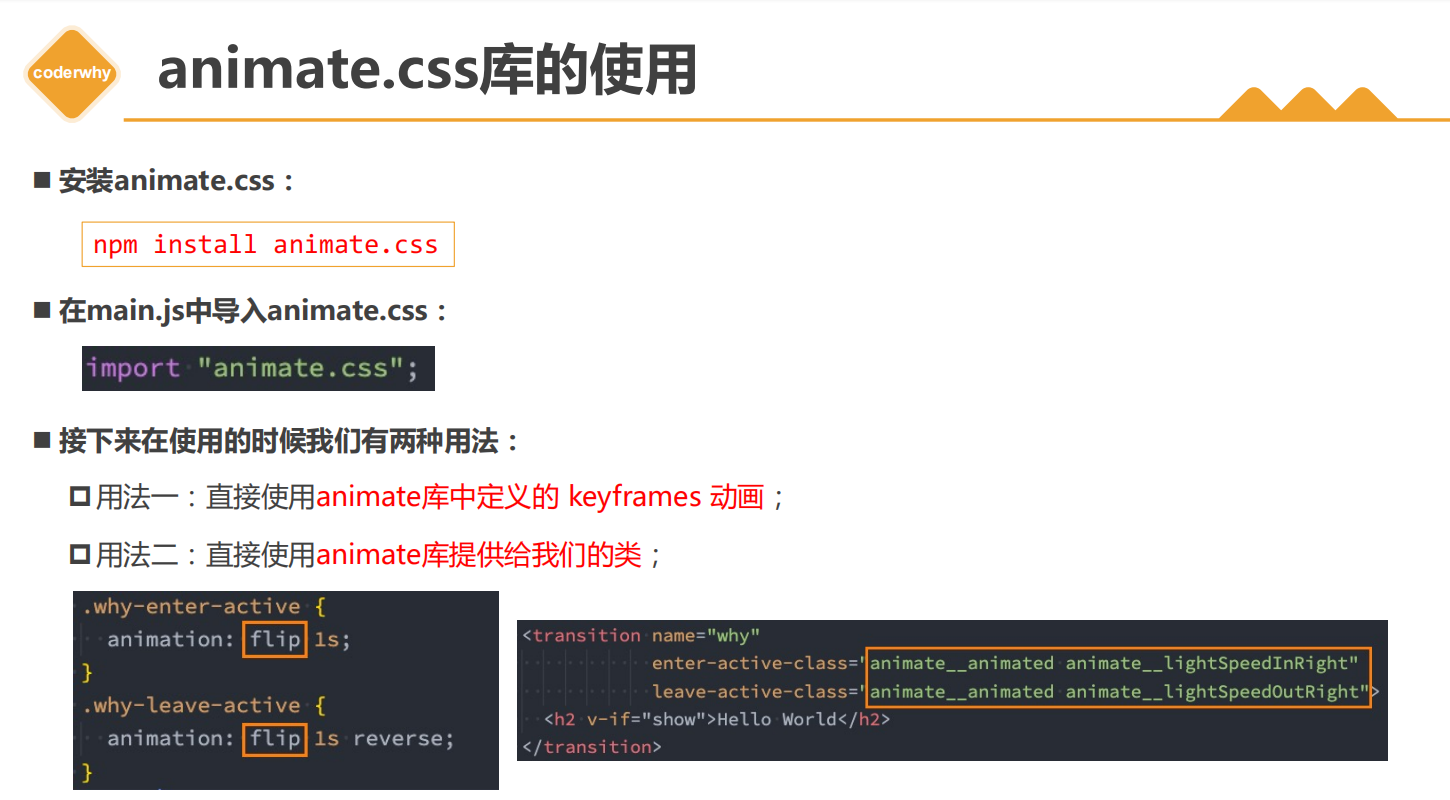 coderwhy
animate.css库的使用
安装animate.css：
npm install animate.css
在main.js中导入animate.css：
import "animate.css";
接下来在使用的时候我们有两种用法：
用法一：直接使用animate库中定义的 keyframes 动画；
用法二：直接使用animate库提供给我们的类；
.why-enter-active {
animation: flip 1s;
}
.why-leave-active {
animation: flip 1s reverse;
}
<transition name="why"
enter-active-class="animate__animated animate__lightSpeedInRight"
leave-active-class="animate__animated animate__lightSpeedOutRight">
<h2 v-if="show">Hello World</h2>
</transition>